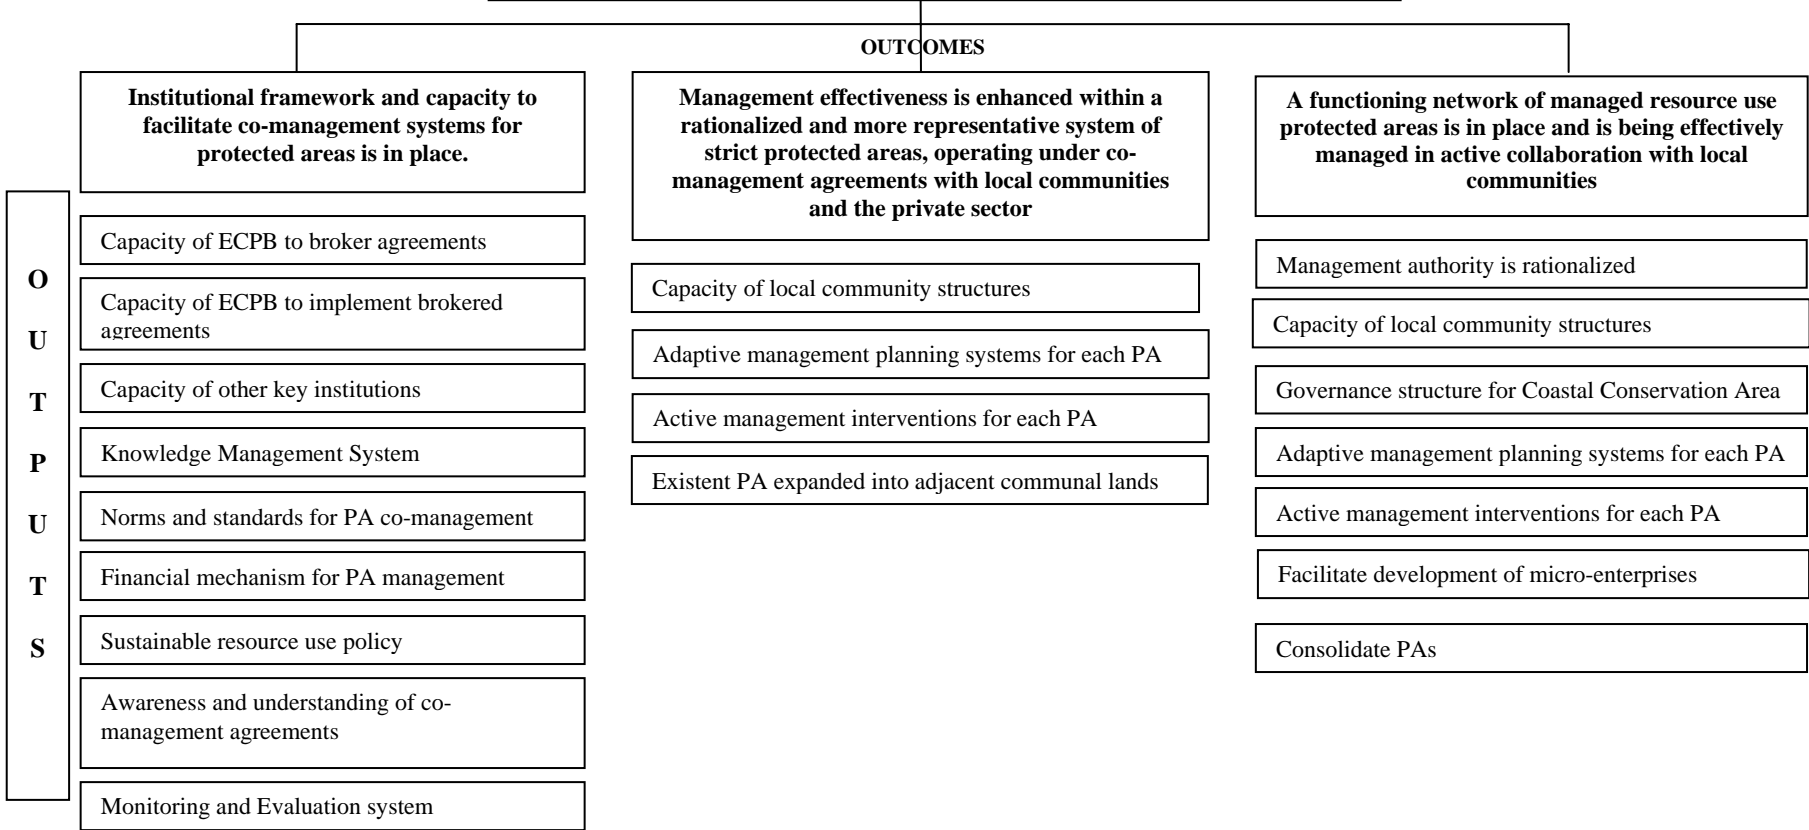 OUTCOMES
Institutional framework and capacity to
facilitate co-management systems for
protected areas is in place.
Management effectiveness is enhanced within a
rationalized and more representative system of
strict protected areas, operating under co-
management agreements with local communities
and the private sector
A functioning network of managed resource use
protected areas is in place and is being effectively
managed in active collaboration with local
communities
O
U
T
P
U
T
S
Capacity of ECPB to broker agreements
Capacity of ECPB to implement brokered
agreements
Capacity of other key institutions
Knowledge Management System
Norms and standards for PA co-management
Financial mechanism for PA management
Sustainable resource use policy
Awareness and understanding of co-
management agreements
Monitoring and Evaluation system
Capacity of local community structures
Adaptive management planning systems for each PA
Active management interventions for each PA
Existent PA expanded into adjacent communal lands
Management authority is rationalized
Capacity of local community structures
Governance structure for Coastal Conservation Area
Adaptive management planning systems for each PA
Active management interventions for each PA
Facilitate development of micro-enterprises
Consolidate PAs